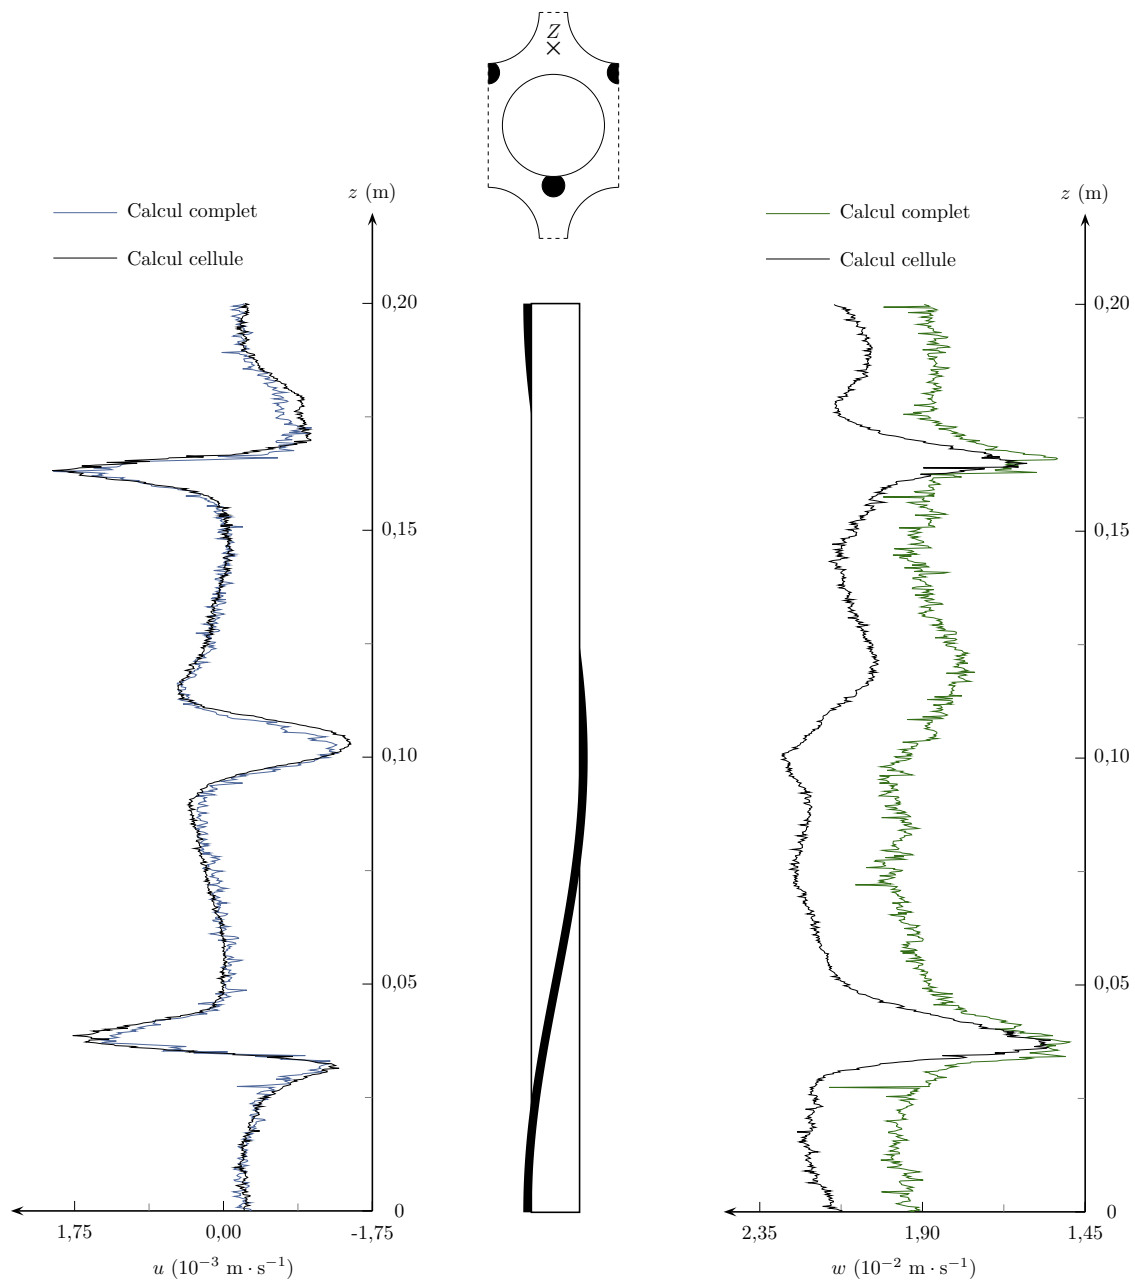 Z
z (m)
Calcul complet
Calcul cellule
0,20
0,15
0,10
0,05
0
1,75 0,00 -1,75
u (10⁻³ m · s⁻¹)
z (m)
Calcul complet
Calcul cellule
0,20
0,15
0,10
0,05
0
2,35 1,90 1,45
w (10⁻² m · s⁻¹)